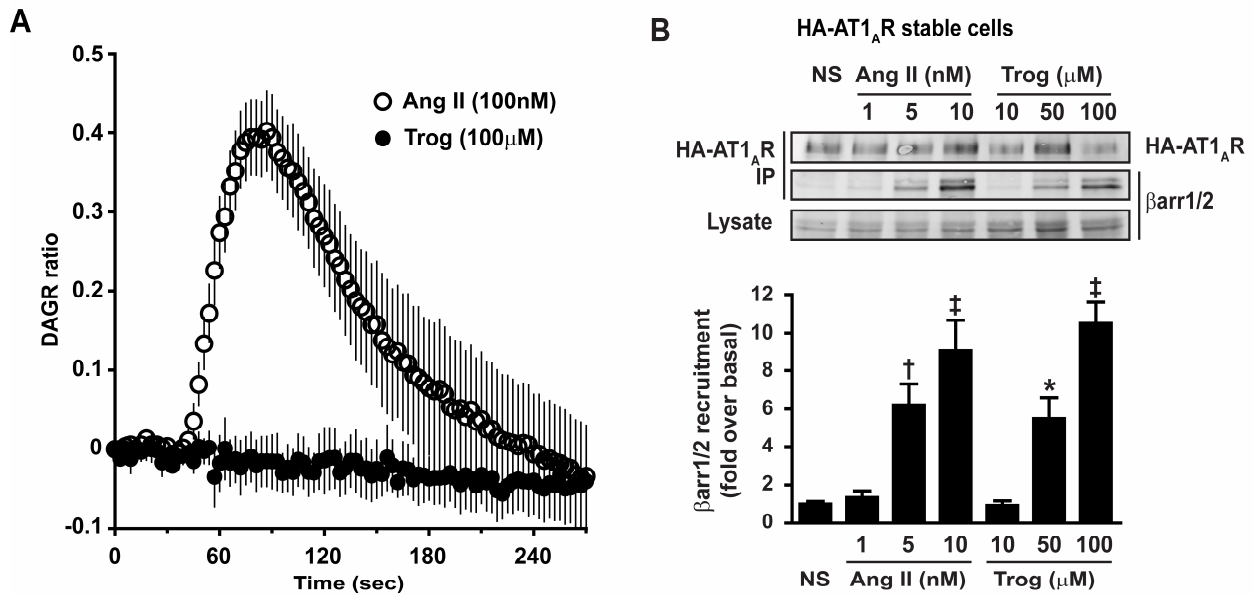 A
0.5
0.4
0.3
0.2
0.1
0
-0.1
DAGR ratio
Ang II (100nM)
Trog (100μM)
0 60 120 180 240
Time (sec)
B
HA-AT1AR stable cells
NS Ang II (nM) Trog (μM)
1 5 10 10 50 100
HA-AT1AR
IP
Lysate
HA-AT1AR
βarr1/2
βarr1/2 recruitment
(fold over basal)
12
10
8
6
4
2
0
† ‡ * ‡
1 5 10 10 50 100
NS Ang II (nM) Trog (μM)